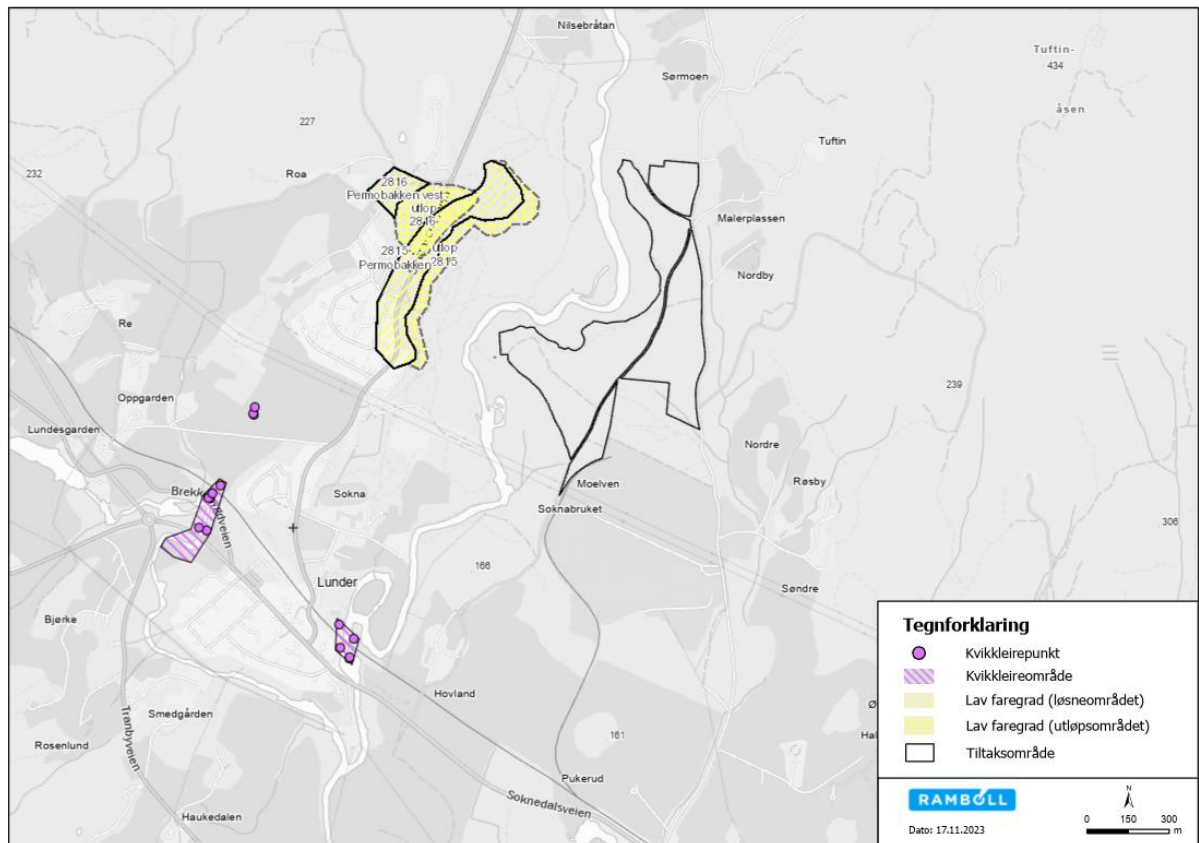 Nilsebråtan
Tuftin-
434
Sørmoen
åsen
227
Tuftin
Roa
232
2816
Permobakken vest
utlop
2816
Malerplassen
2815
utlop
Permobakken
2815
Nordby
Re
239
Oppgarden
Lundesgarden
Nordre
Sokna
Moelven
Røsby
Soknabruket
306
166
Lunder
Søndre
Bjørke
Hovland
Smedgården
Tranbyveien
161
Rosenlund
Pukerud
Soknedalsveien
Haukedalen
Tegnforklaring
Kvikkleirepunkt
Kvikkleireområde
Lav faregrad (løsneområdet)
Lav faregrad (utløpsområdet)
Tiltaksområde
RAMBOLL
N
Dato: 17.11.2023
0 150 300
m